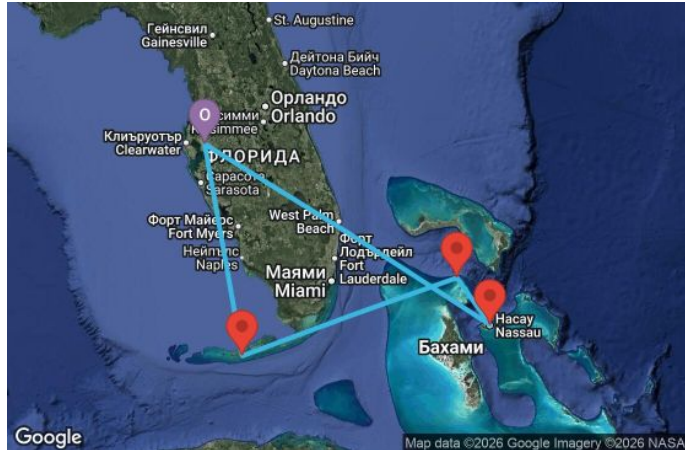 St. Augustine
Гейнсвил
Gainesville
Дейтона Бийч
Daytona Beach
Орландо
Orlando
O
Клиъруотър
Clearwater
ФЛОРИДА
Сарасота
Sarasota
Форт Майерс
Fort Myers
West Palm
Beach
Нейпълс
Naples
Форт
Лодърдейл
Fort
Lauderdale
Маями
Miami
Насау
Nassau
Бахами
Google
Map data ©2026 Google Imagery ©2026 NASA